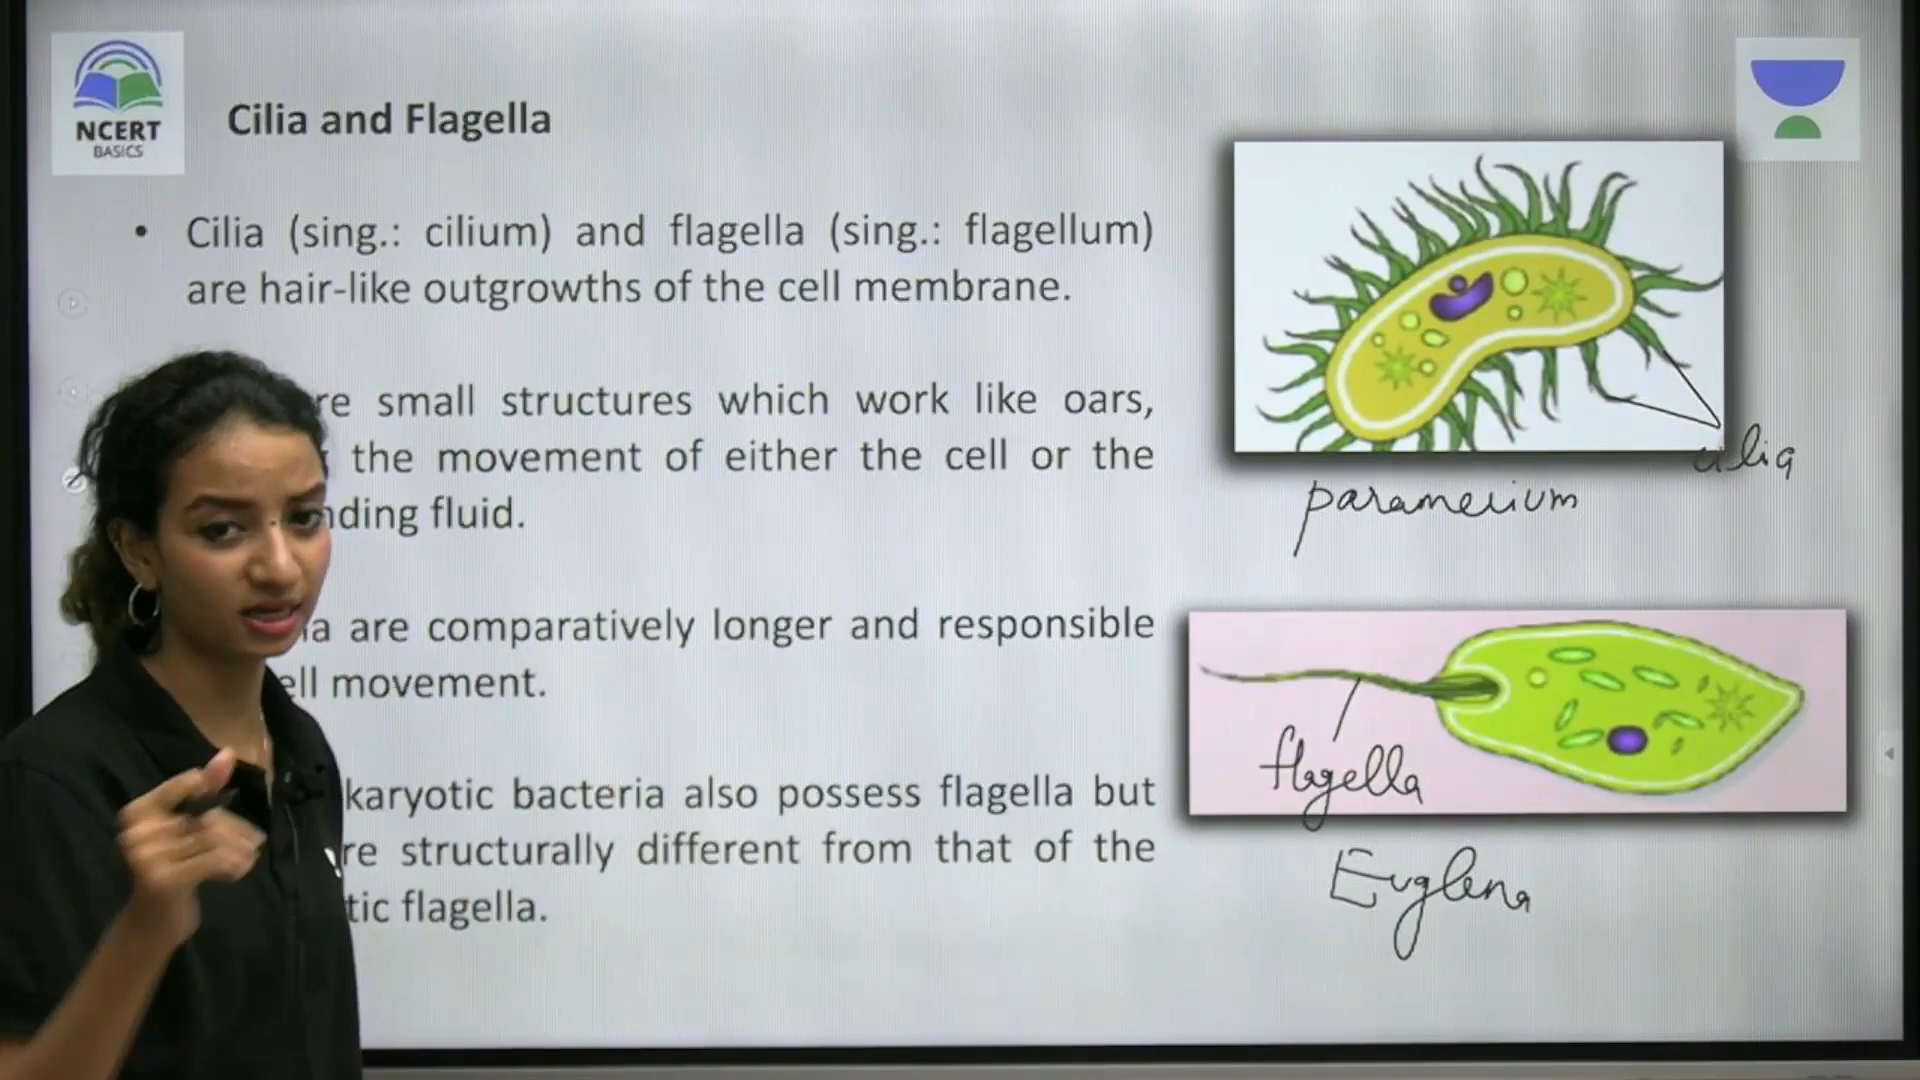 NCERT
BASICS
Cilia and Flagella
• Cilia (sing.: cilium) and flagella (sing.: flagellum)
are hair-like outgrowths of the cell membrane.
re small structures which work like oars,
the movement of either the cell or the
nding fluid.
ia are comparatively longer and responsible
ell movement.
karyotic bacteria also possess flagella but
re structurally different from that of the
tic flagella.
cilia
paramecium
flagella
Euglena